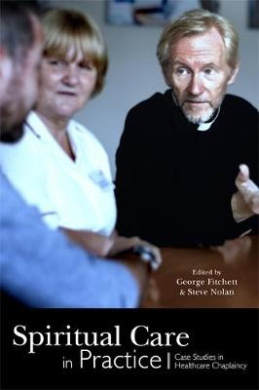 Edited by
George Fitchett
& Steve Nolan
Spiritual Care
in Practice | Case Studies in
Healthcare Chaplaincy